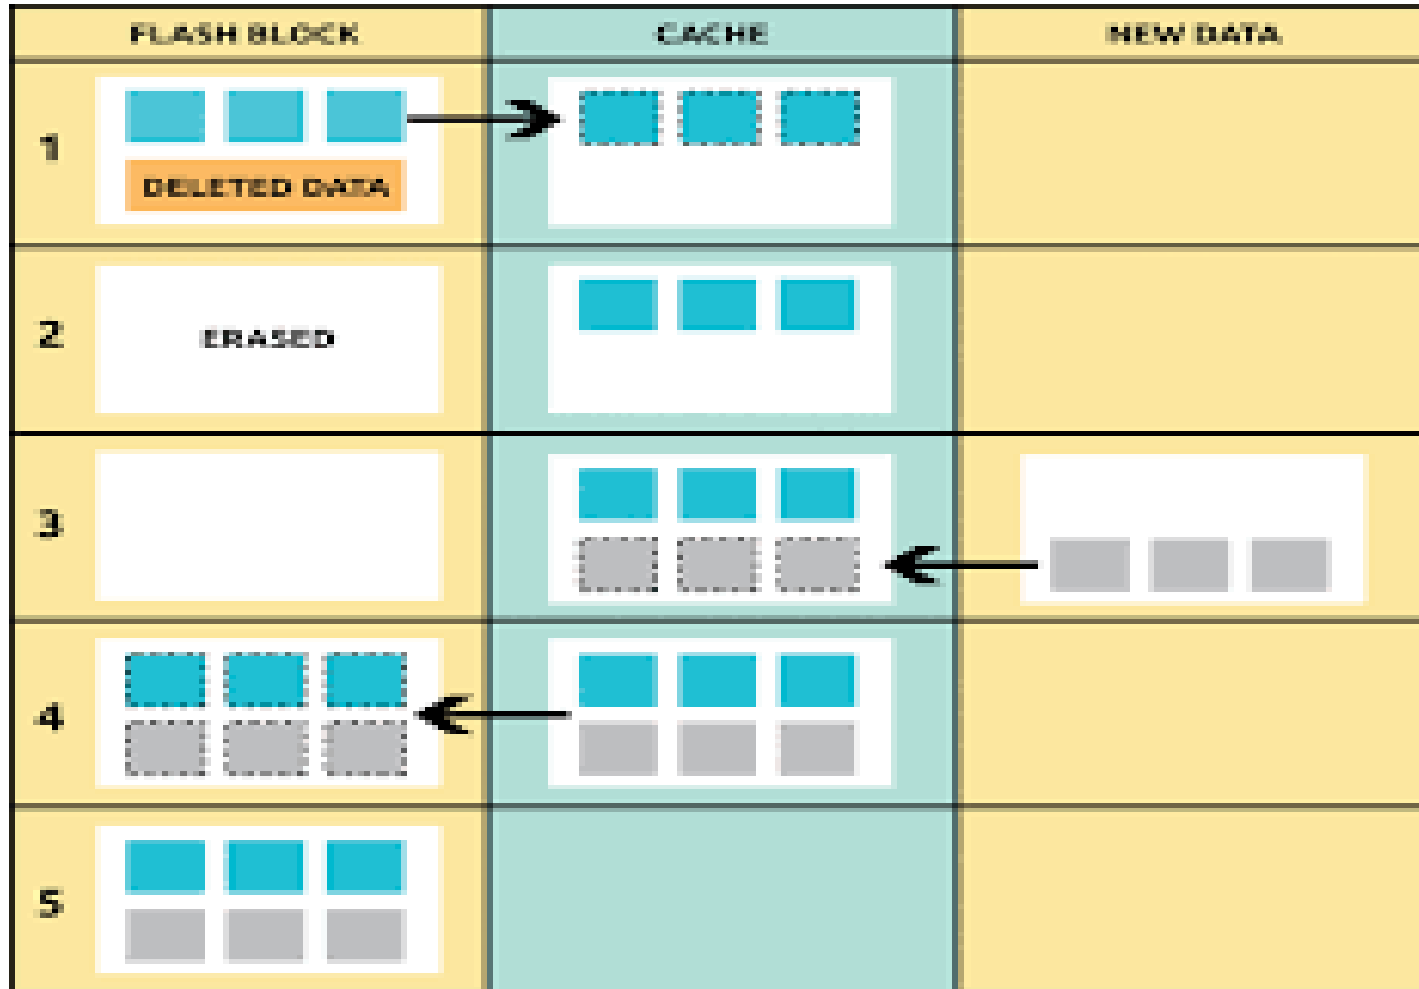 FLASH BLOCK
CACHE
NEW DATA
1
DELETED DATA
2
ERASED
3
4
5